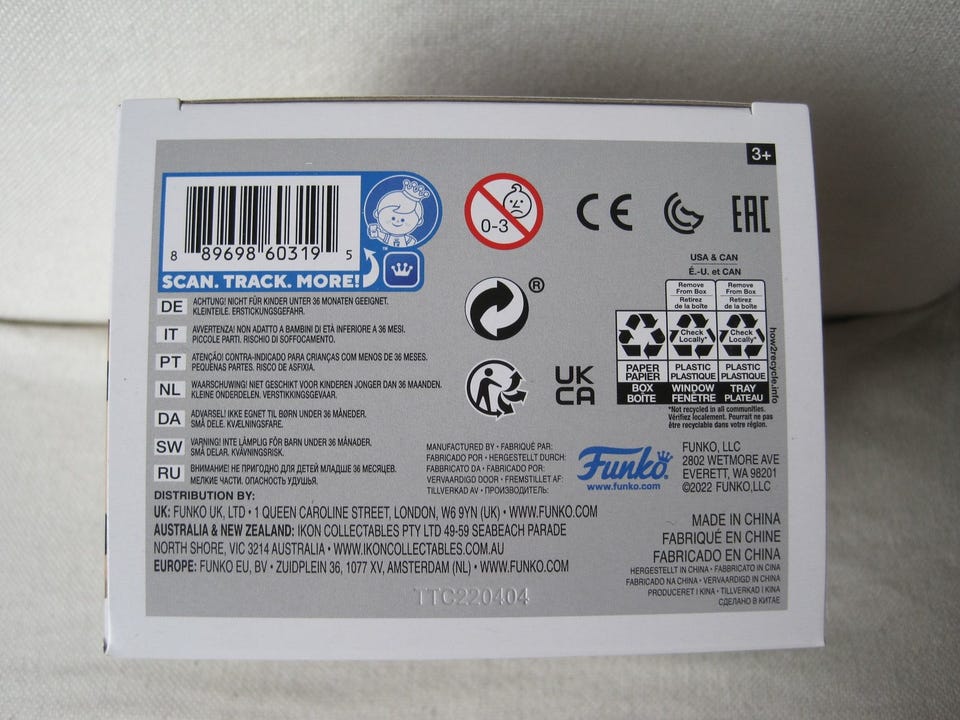 3+
8 89698 60319 5
SCAN. TRACK. MORE!
™
0-3
CE
EAC
®
UK
CA
USA & CAN
É.-U. et CAN
Remove From Box
Retirez de la boîte
Remove From Box
Retirez de la boîte
Check Locally*
Check Locally*
PAPER
PAPIER
PLASTIC
PLASTIQUE
PLASTIC
PLASTIQUE
BOX
BOÎTE
WINDOW
FENÊTRE
TRAY
PLATEAU
how2recycle.info
*Not recycled in all communities.
Vérifiez localement. Pourrait ne pas
être recyclable dans votre région.
DE ACHTUNG! NICHT FÜR KINDER UNTER 36 MONATEN GEEIGNET.
KLEINTEILE. ERSTICKUNGSGEFAHR.
IT AVVERTENZA! NON ADATTO A BAMBINI DI ETÀ INFERIORE A 36 MESI.
PICCOLE PARTI. RISCHIO DI SOFFOCAMENTO.
PT ATENÇÃO! CONTRA-INDICADO PARA CRIANÇAS COM MENOS DE 36 MESES.
PEQUENAS PARTES. RISCO DE ASFIXIA.
NL WAARSCHUWING! NIET GESCHIKT VOOR KINDEREN JONGER DAN 36 MAANDEN.
KLEINE ONDERDELEN. VERSTIKKINGSGEVAAR.
DA ADVARSEL! IKKE EGNET TIL BØRN UNDER 36 MÅNEDER.
SMÅ DELE. KVÆLNINGSFARE.
SW VARNING! INTE LÄMPLIG FÖR BARN UNDER 36 MÅNADER.
SMÅ DELAR. KVÄVNINGSRISK.
RU ВНИМАНИЕ! НЕ ПРИГОДНО ДЛЯ ДЕТЕЙ МЛАДШЕ 36 МЕСЯЦЕВ.
МЕЛКИЕ ЧАСТИ. ОПАСНОСТЬ УДУШЬЯ.
MANUFACTURED BY • FABRIQUÉ PAR:
FABRICADO POR • HERGESTELLT DURCH:
FABBRICATO DA • FABRICADO POR:
VERVAARDIGD DOOR • FREMSTILLET AF:
TILLVERKAD AV • ПРОИЗВОДИТЕЛЬ:
Funko
www.funko.com
FUNKO, LLC
2802 WETMORE AVE
EVERETT, WA 98201
©2022 FUNKO,LLC
DISTRIBUTION BY:
UK: FUNKO UK, LTD • 1 QUEEN CAROLINE STREET, LONDON, W6 9YN (UK) • WWW.FUNKO.COM
AUSTRALIA & NEW ZEALAND: IKON COLLECTABLES PTY LTD 49-59 SEABEACH PARADE
NORTH SHORE, VIC 3214 AUSTRALIA • WWW.IKONCOLLECTABLES.COM.AU
EUROPE: FUNKO EU, BV • ZUIDPLEIN 36, 1077 XV, AMSTERDAM (NL) • WWW.FUNKO.COM
MADE IN CHINA
FABRIQUÉ EN CHINE
FABRICADO EN CHINA
HERGESTELLT IN CHINA • FABBRICATO IN CINA
FABRICADO NA CHINA • VERVAARDIGD IN CHINA
PRODUCERET I KINA • TILLVERKAD I KINA
СДЕЛАНО В КИТАЕ
TTC220404